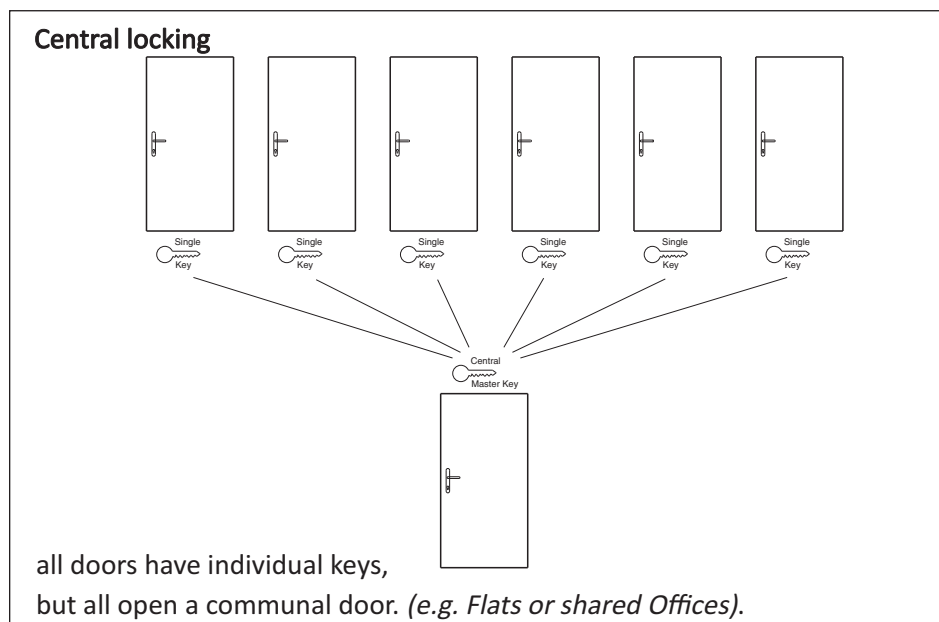 Central locking
Single
Key
Single
Key
Single
Key
Single
Key
Single
Key
Single
Key
Central
Master Key
all doors have individual keys,
but all open a communal door. (e.g. Flats or shared Offices).